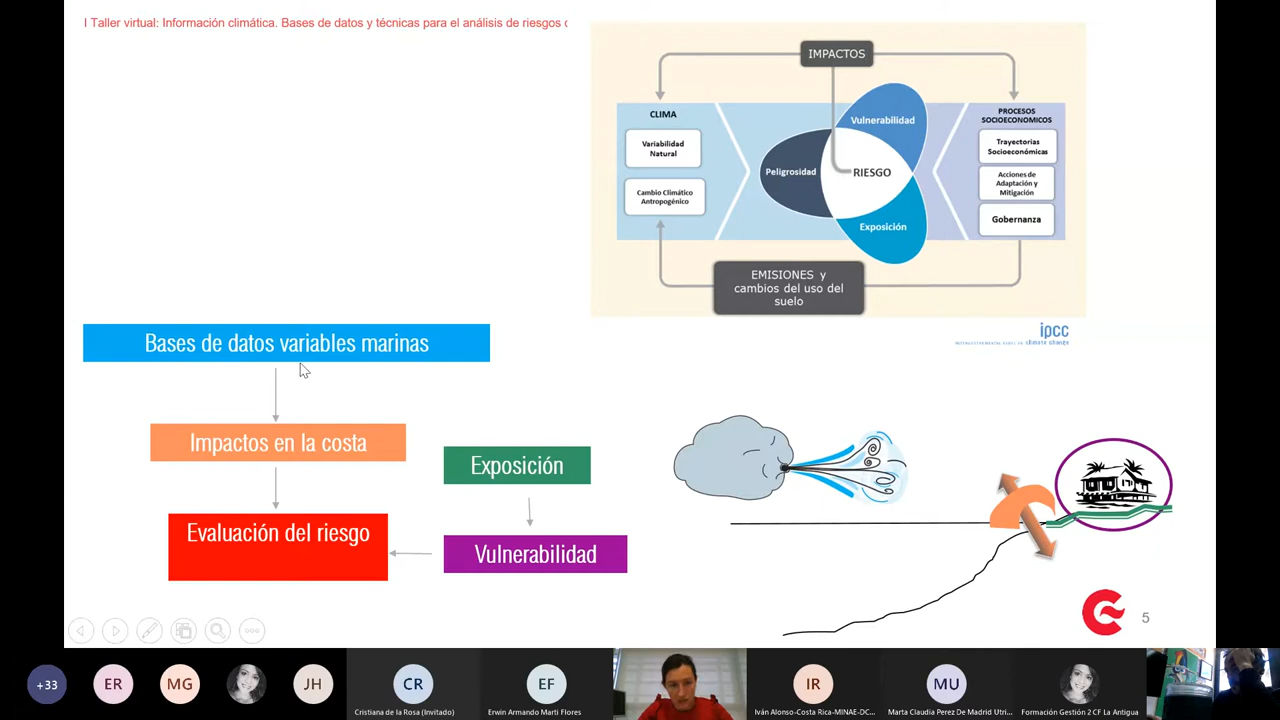 I Taller virtual: Información climática. Bases de datos y técnicas para el análisis de riesgos c
IMPACTOS
CLIMA
Variabilidad
Natural
Cambio Climático
Antropogénico
Peligrosidad
Vulnerabilidad
RIESGO
Exposición
PROCESOS
SOCIOECONOMICOS
Trayectorias
Socioeconómicas
Acciones de
Adaptación y
Mitigación
Gobernanza
EMISIONES y
cambios del uso del
suelo
ipcc
climate change
Bases de datos variables marinas
Impactos en la costa
Exposición
Evaluación del riesgo
Vulnerabilidad
5
+33
ER
MG
JH
CR
Cristiana de la Rosa (Invitado)
EF
Erwin Armando Marti Flores
IR
Iván Alonso-Costa Rica-MINAE-DC...
MU
Marta Claudia Perez De Madrid Utri...
Formación Gestión 2 CF La Antigua